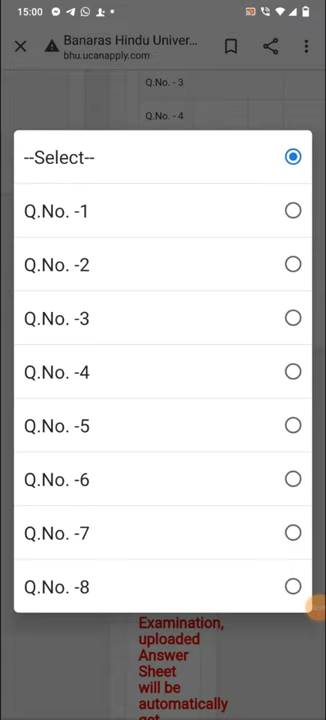 15:00
Banaras Hindu Univer...
bhu.ucanapply.com
Q.No. - 3
Q.No. - 4
--Select--
Q.No. -1
Q.No. -2
Q.No. -3
Q.No. -4
Q.No. -5
Q.No. -6
Q.No. -7
Q.No. -8
Examination,
uploaded
Answer
Sheet
will be
automatically
get